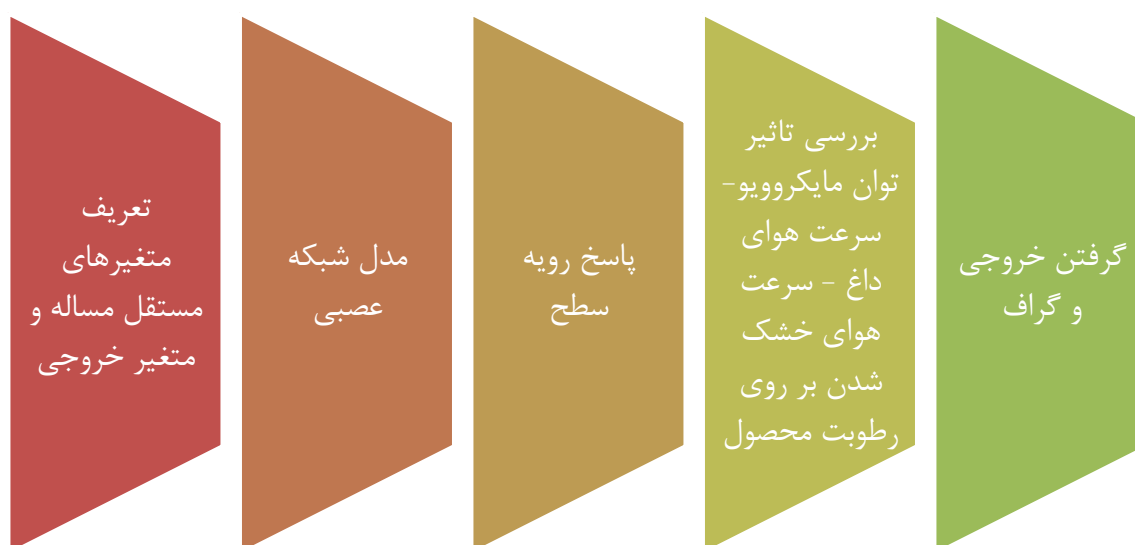 تعریف
متغیرهای
مستقل مساله و
متغیر خروجی
مدل شبکه
عصبی
پاسخ رویه
سطح
بررسی تاثیر
توان مایکروویو-
سرعت هوای
داغ - سرعت
هوای خشک
شدن بر روی
رطوبت محصول
گرفتن خروجی
و گراف